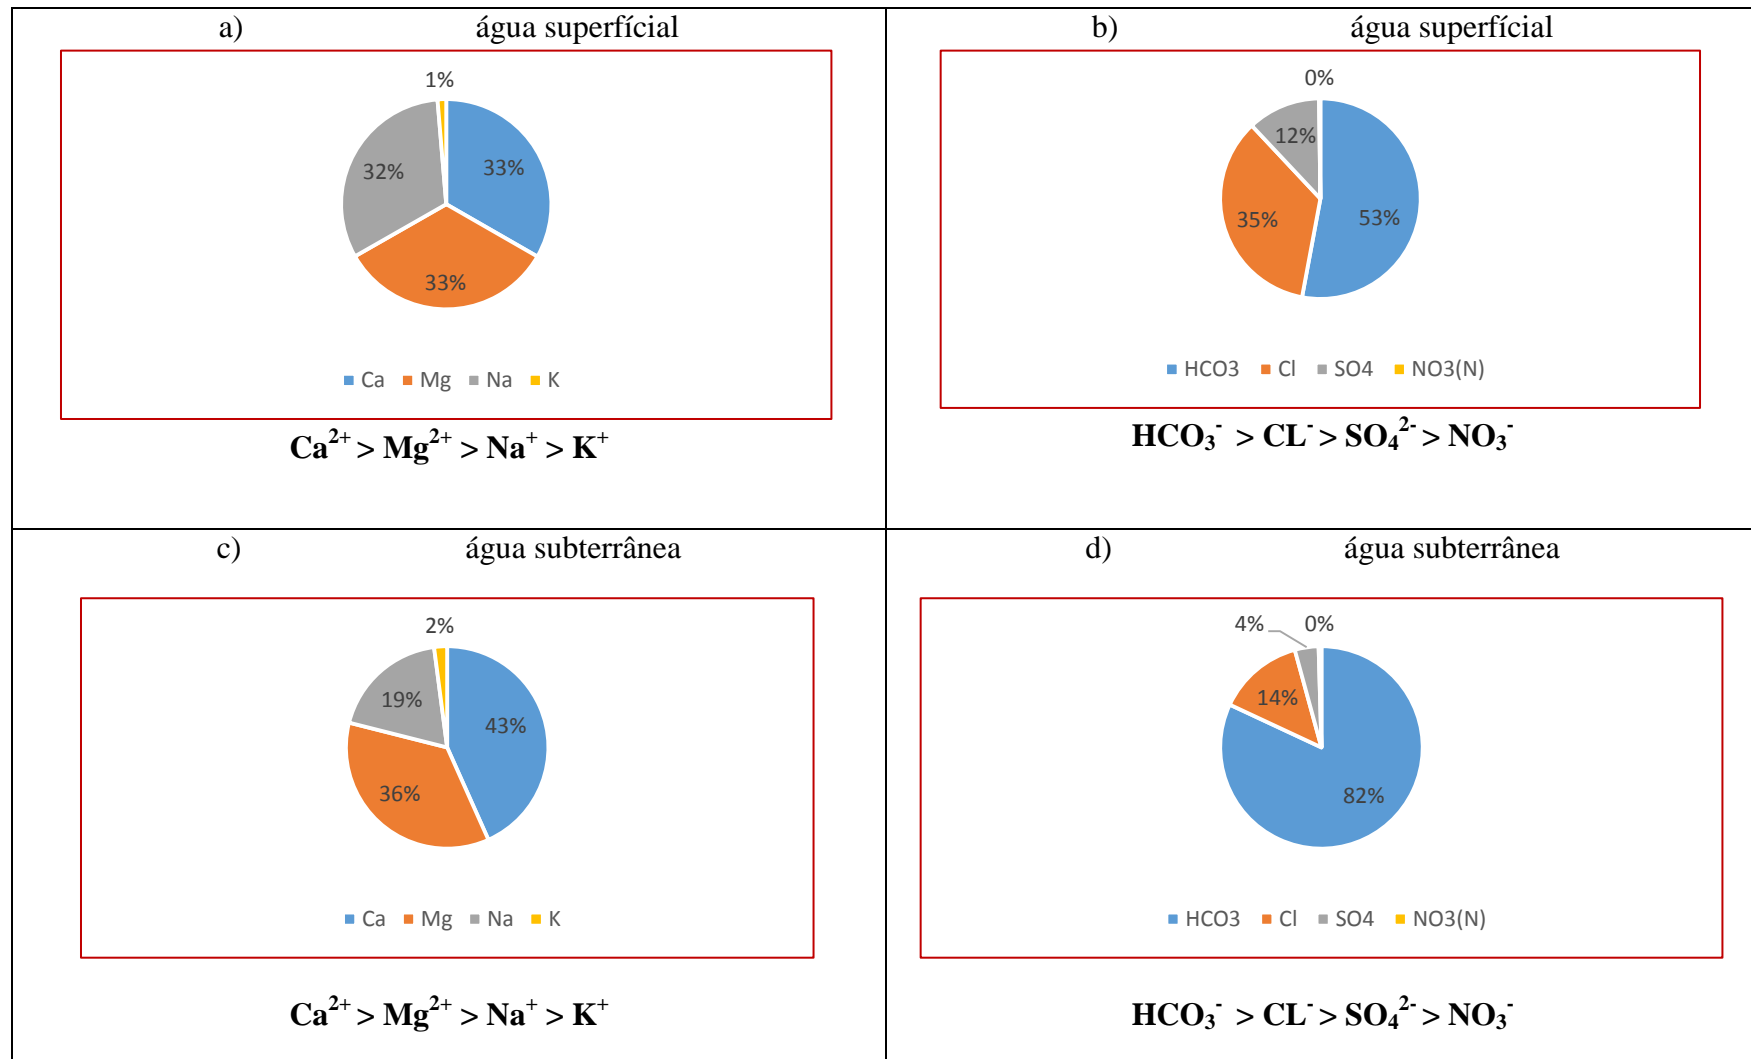 a) água superfícial
1%
32% 33%
33%
Ca Mg Na K
Ca²⁺ > Mg²⁺ > Na⁺ > K⁺
b) água superfícial
0%
12%
35% 53%
HCO3 Cl SO4 NO3(N)
HCO₃⁻ > CL⁻ > SO₄²⁻ > NO₃⁻
c) água subterrânea
2%
19% 43%
36%
Ca Mg Na K
Ca²⁺ > Mg²⁺ > Na⁺ > K⁺
d) água subterrânea
4% 0%
14%
82%
HCO3 Cl SO4 NO3(N)
HCO₃⁻ > CL⁻ > SO₄²⁻ > NO₃⁻